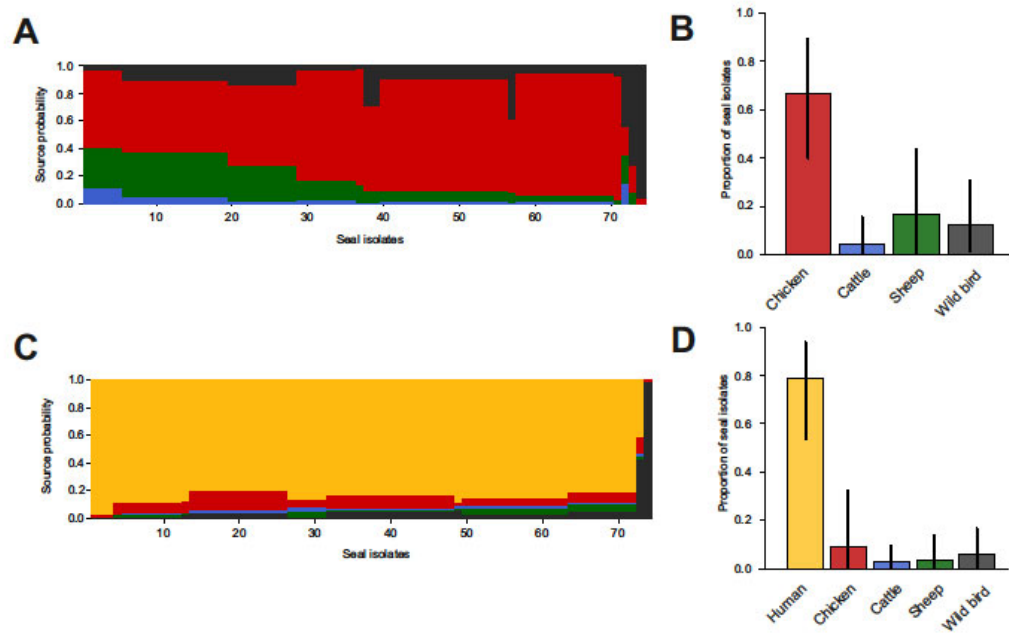 A
1.0
0.8
0.6
0.4
0.2
0.0
Source probability
10 20 30 40 50 60 70
Seal isolates
B
1.0
0.8
0.6
0.4
0.2
0.0
Proportion of seal isolates
Chicken Cattle Sheep Wild bird
C
1.0
0.8
0.6
0.4
0.2
0.0
Source probability
10 20 30 40 50 60 70
Seal isolates
D
1.0
0.8
0.6
0.4
0.2
0.0
Proportion of seal isolates
Human Chicken Cattle Sheep Wild bird